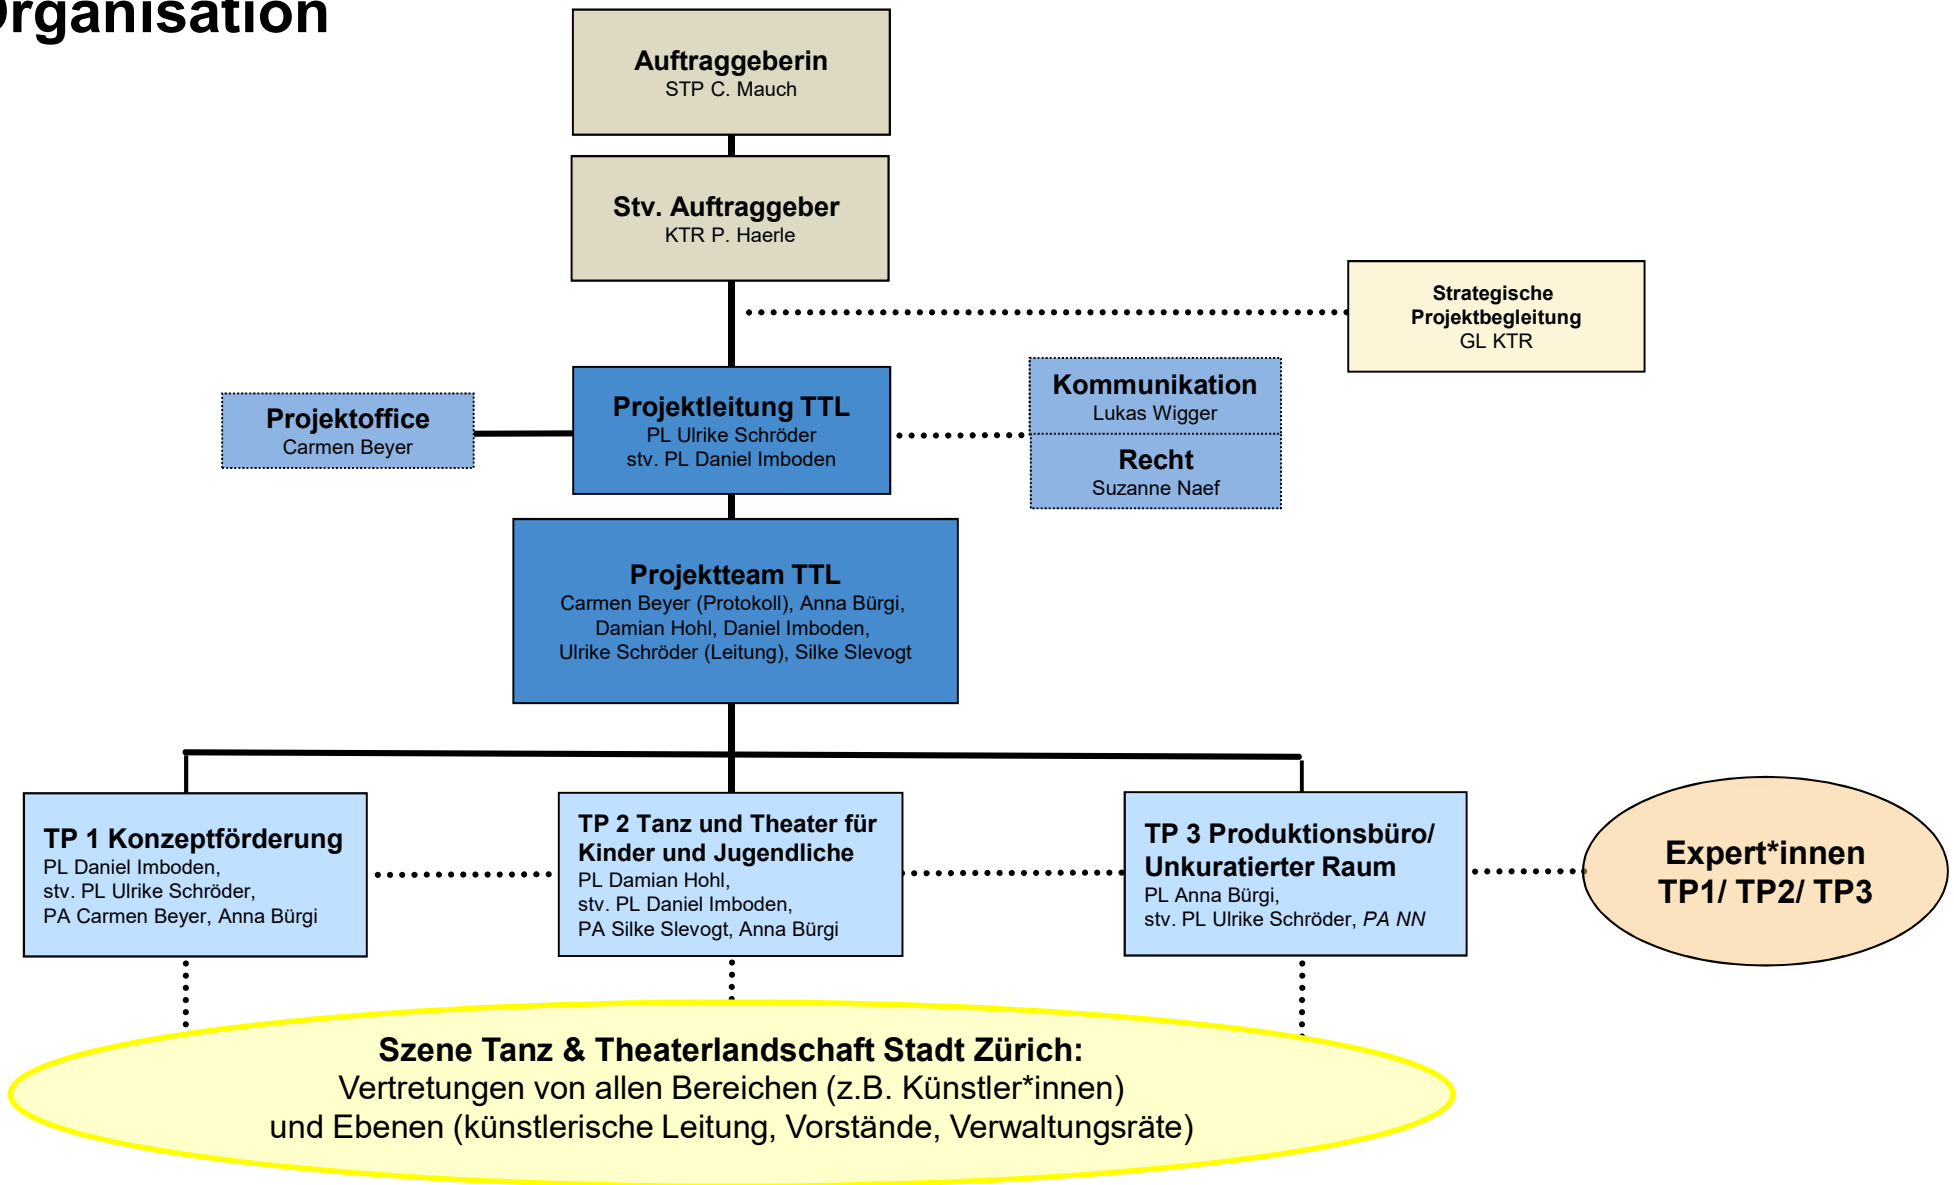 Organisation
Auftraggeberin
STP C. Mauch
Stv. Auftraggeber
KTR P. Haerle
Strategische
Projektbegleitung
GL KTR
Projektoffice
Carmen Beyer
Projektleitung TTL
PL Ulrike Schröder
stv. PL Daniel Imboden
Kommunikation
Lukas Wigger
Recht
Suzanne Naef
Projektteam TTL
Carmen Beyer (Protokoll), Anna Bürgi,
Damian Hohl, Daniel Imboden,
Ulrike Schröder (Leitung), Silke Slevogt
TP 1 Konzeptförderung
PL Daniel Imboden,
stv. PL Ulrike Schröder,
PA Carmen Beyer, Anna Bürgi
TP 2 Tanz und Theater für
Kinder und Jugendliche
PL Damian Hohl,
stv. PL Daniel Imboden,
PA Silke Slevogt, Anna Bürgi
TP 3 Produktionsbüro/
Unkuratierter Raum
PL Anna Bürgi,
stv. PL Ulrike Schröder, PA NN
Expert*innen
TP1/ TP2/ TP3
Szene Tanz & Theaterlandschaft Stadt Zürich:
Vertretungen von allen Bereichen (z.B. Künstler*innen)
und Ebenen (künstlerische Leitung, Vorstände, Verwaltungsräte)